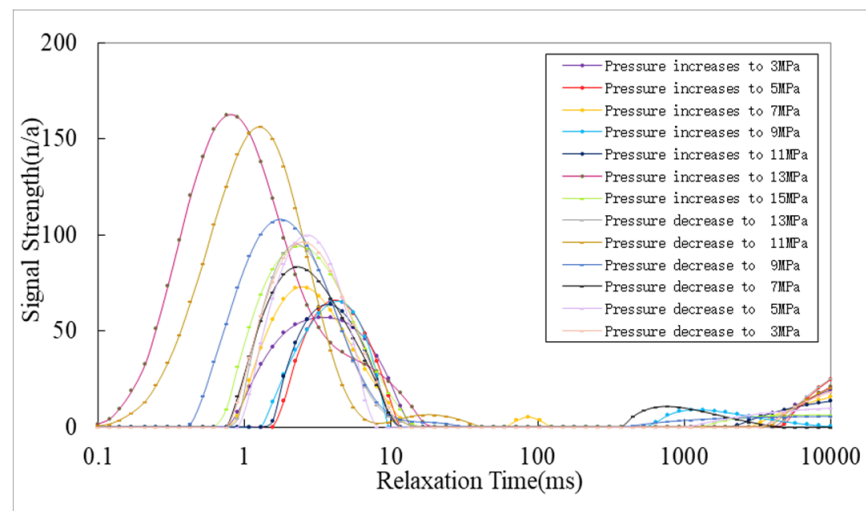 200
150
100
50
0
Signal Strength(n/a)
Pressure increases to 3MPa
Pressure increases to 5MPa
Pressure increases to 7MPa
Pressure increases to 9MPa
Pressure increases to 11MPa
Pressure increases to 13MPa
Pressure increases to 15MPa
Pressure decrease to 13MPa
Pressure decrease to 11MPa
Pressure decrease to 9MPa
Pressure decrease to 7MPa
Pressure decrease to 5MPa
Pressure decrease to 3MPa
0.1 1 10 100 1000 10000
Relaxation Time(ms)